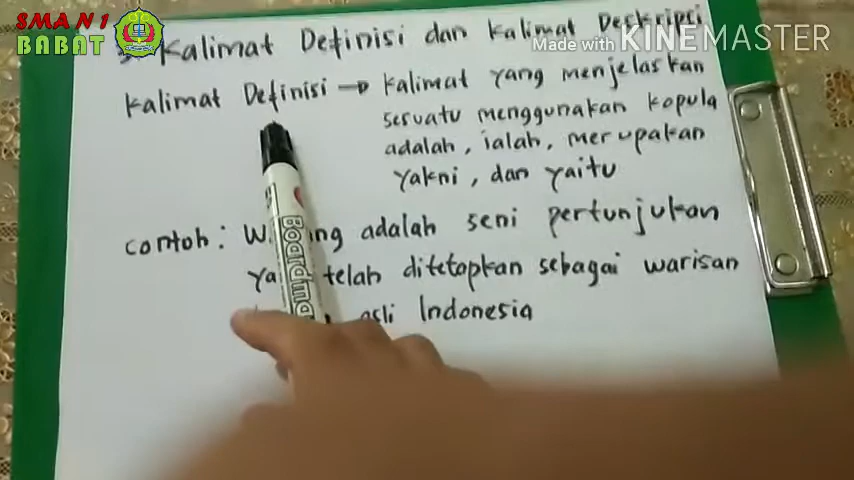 SMA N 1
BABAT
Made with KINEMASTER
Kalimat Definisi dan Kalimat Deskripsi
Kalimat Definisi → Kalimat yang menjelaskan
sesuatu menggunakan kopula
adalah, ialah, merupakan
yakni, dan yaitu
contoh: adalah seni pertunjukan
telah ditetapkan sebagai warisan
asli Indonesia
Boardma